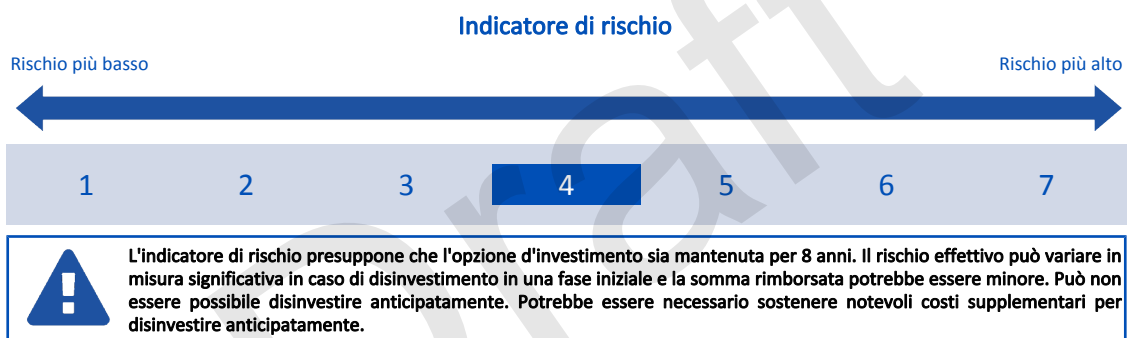 Indicatore di rischio
Rischio più basso
Rischio più alto
1 2 3 4 5 6 7
L'indicatore di rischio presuppone che l'opzione d'investimento sia mantenuta per 8 anni. Il rischio effettivo può variare in
misura significativa in caso di disinvestimento in una fase iniziale e la somma rimborsata potrebbe essere minore. Può non
essere possibile disinvestire anticipatamente. Potrebbe essere necessario sostenere notevoli costi supplementari per
disinvestire anticipatamente.
Draft